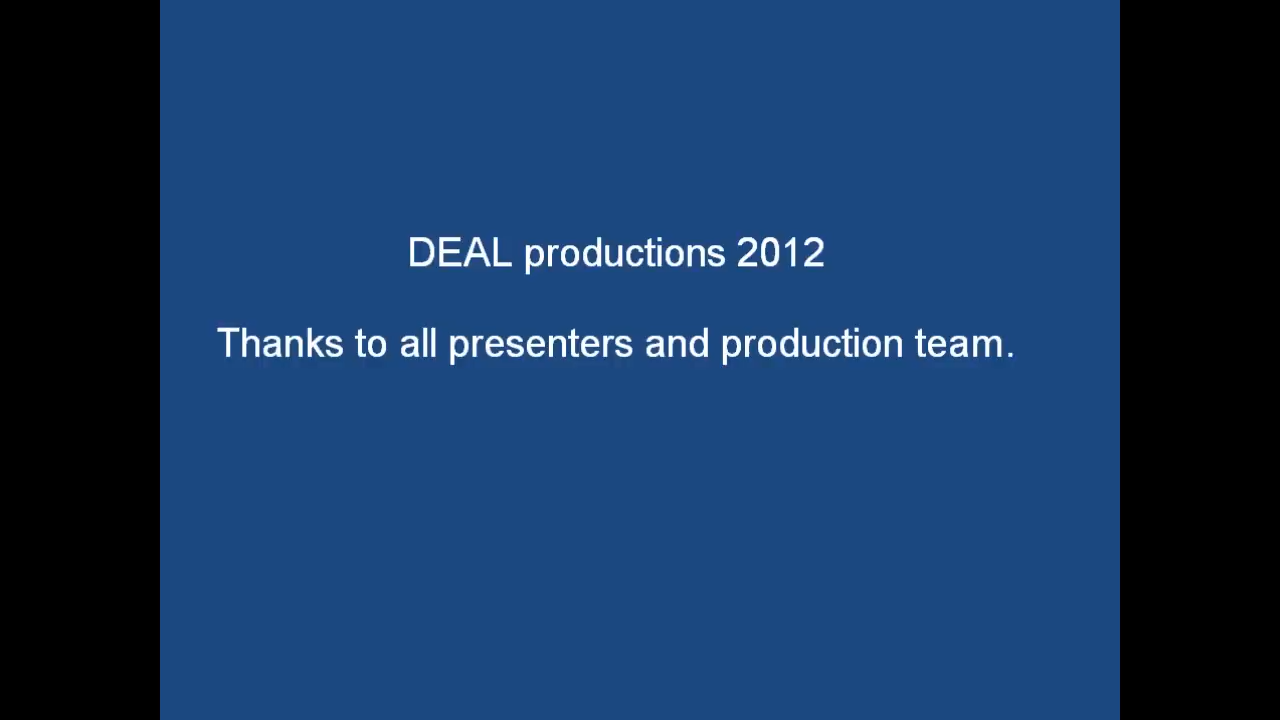 DEAL productions 2012
Thanks to all presenters and production team.